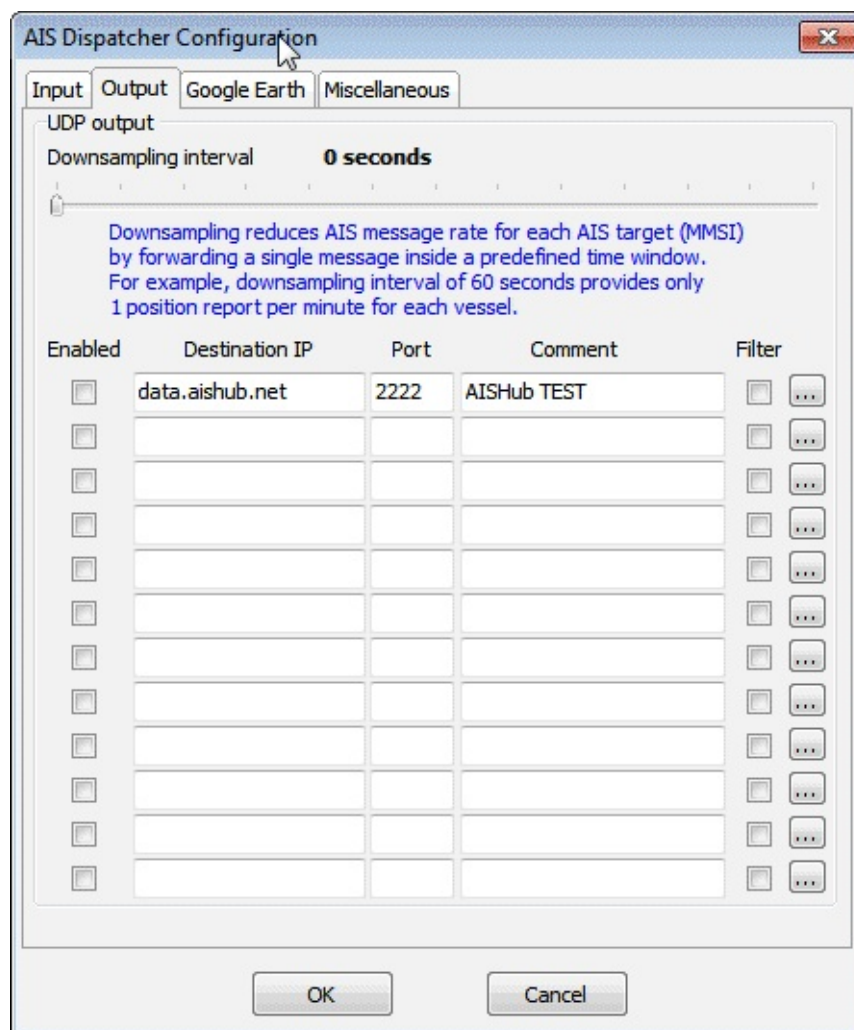 AIS Dispatcher Configuration
Input Output Google Earth Miscellaneous
UDP output
Downsampling interval 0 seconds
Downsampling reduces AIS message rate for each AIS target (MMSI)
by forwarding a single message inside a predefined time window.
For example, downsampling interval of 60 seconds provides only
1 position report per minute for each vessel.
Enabled Destination IP Port Comment Filter
data.aishub.net 2222 AISHub TEST ...
...
...
...
...
...
...
...
...
...
...
...
OK Cancel